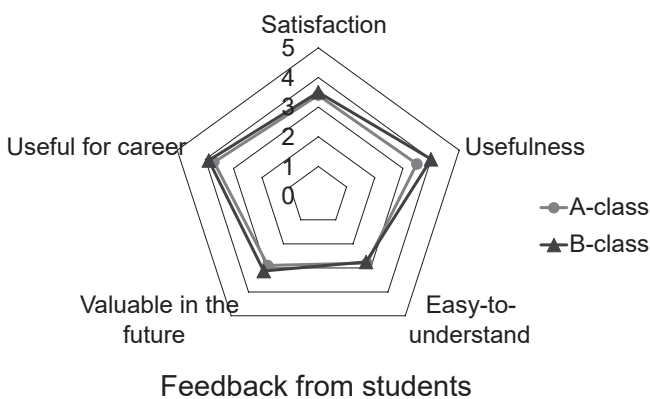 Satisfaction
5
4
3
2
1
0
Useful for career
Usefulness
A-class
B-class
Valuable in the
future
Easy-to-
understand
Feedback from students